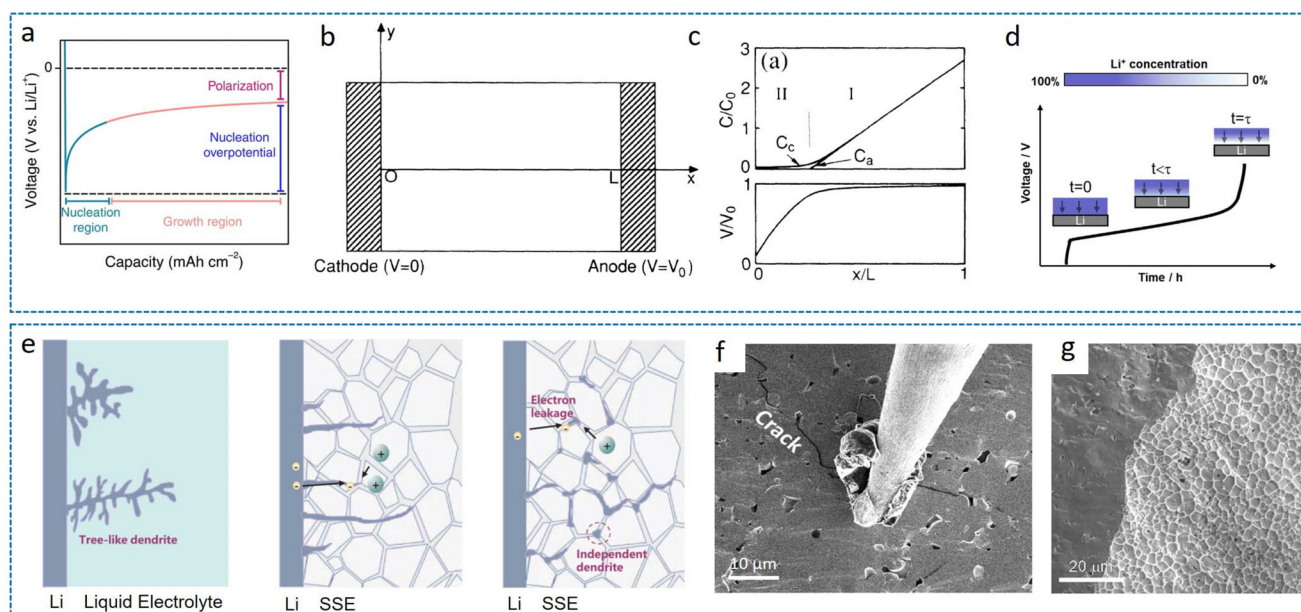 a
0
Polarization
Nucleation
overpotential
Nucleation
region
Growth region
Voltage (V vs. Li/Li⁺)
Capacity (mAh cm⁻²)
b
y
O
L
x
Cathode (V=0)
Anode (V=V₀)
c
(a)
3
2
1
0
C/C₀
II
I
C_c
C_a
1
0
V/V₀
0
x/L
1
d
Li⁺ concentration
100%
0%
t=τ
Li
t<τ
Li
t=0
Li
Voltage / V
Time / h
e
Tree-like dendrite
Li Liquid Electrolyte
Li SSE
Electron
leakage
Independent
dendrite
Li SSE
f
Crack
10 μm
g
20 μm